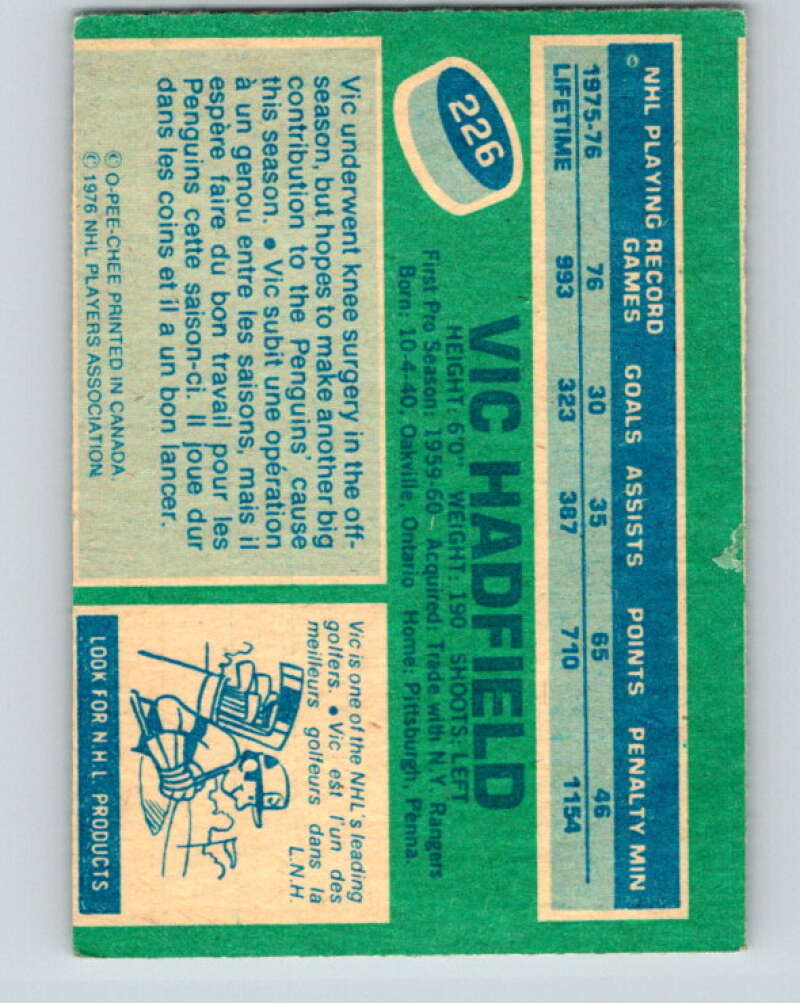 © NHL PLAYING RECORD
GAMES GOALS ASSISTS POINTS PENALTY MIN
1975-76 76 30 35 65 46
LIFETIME 993 323 387 710 1154
226
VIC HADFIELD
HEIGHT: 6'0" WEIGHT: 190 SHOOTS: LEFT
First Pro Season: 1959-60 Acquired: Trade with N.Y. Rangers
Born: 10-4-40, Oakville, Ontario Home: Pittsburgh, Penna.
Vic underwent knee surgery in the off-
season, but hopes to make another big
contribution to the Penguins' cause
this season. • Vic subit une opération
à un genou entre les saisons, mais il
espère faire du bon travail pour les
Penguins cette saison-ci. Il joue dur
dans les coins et il a un bon lancer.
© O-PEE-CHEE PRINTED IN CANADA.
© 1976 NHL PLAYERS ASSOCIATION
Vic is one of the NHL's leading
golfers. • Vic est l'un des
meilleurs golfeurs dans la
L.N.H.
LOOK FOR N.H.L. PRODUCTS